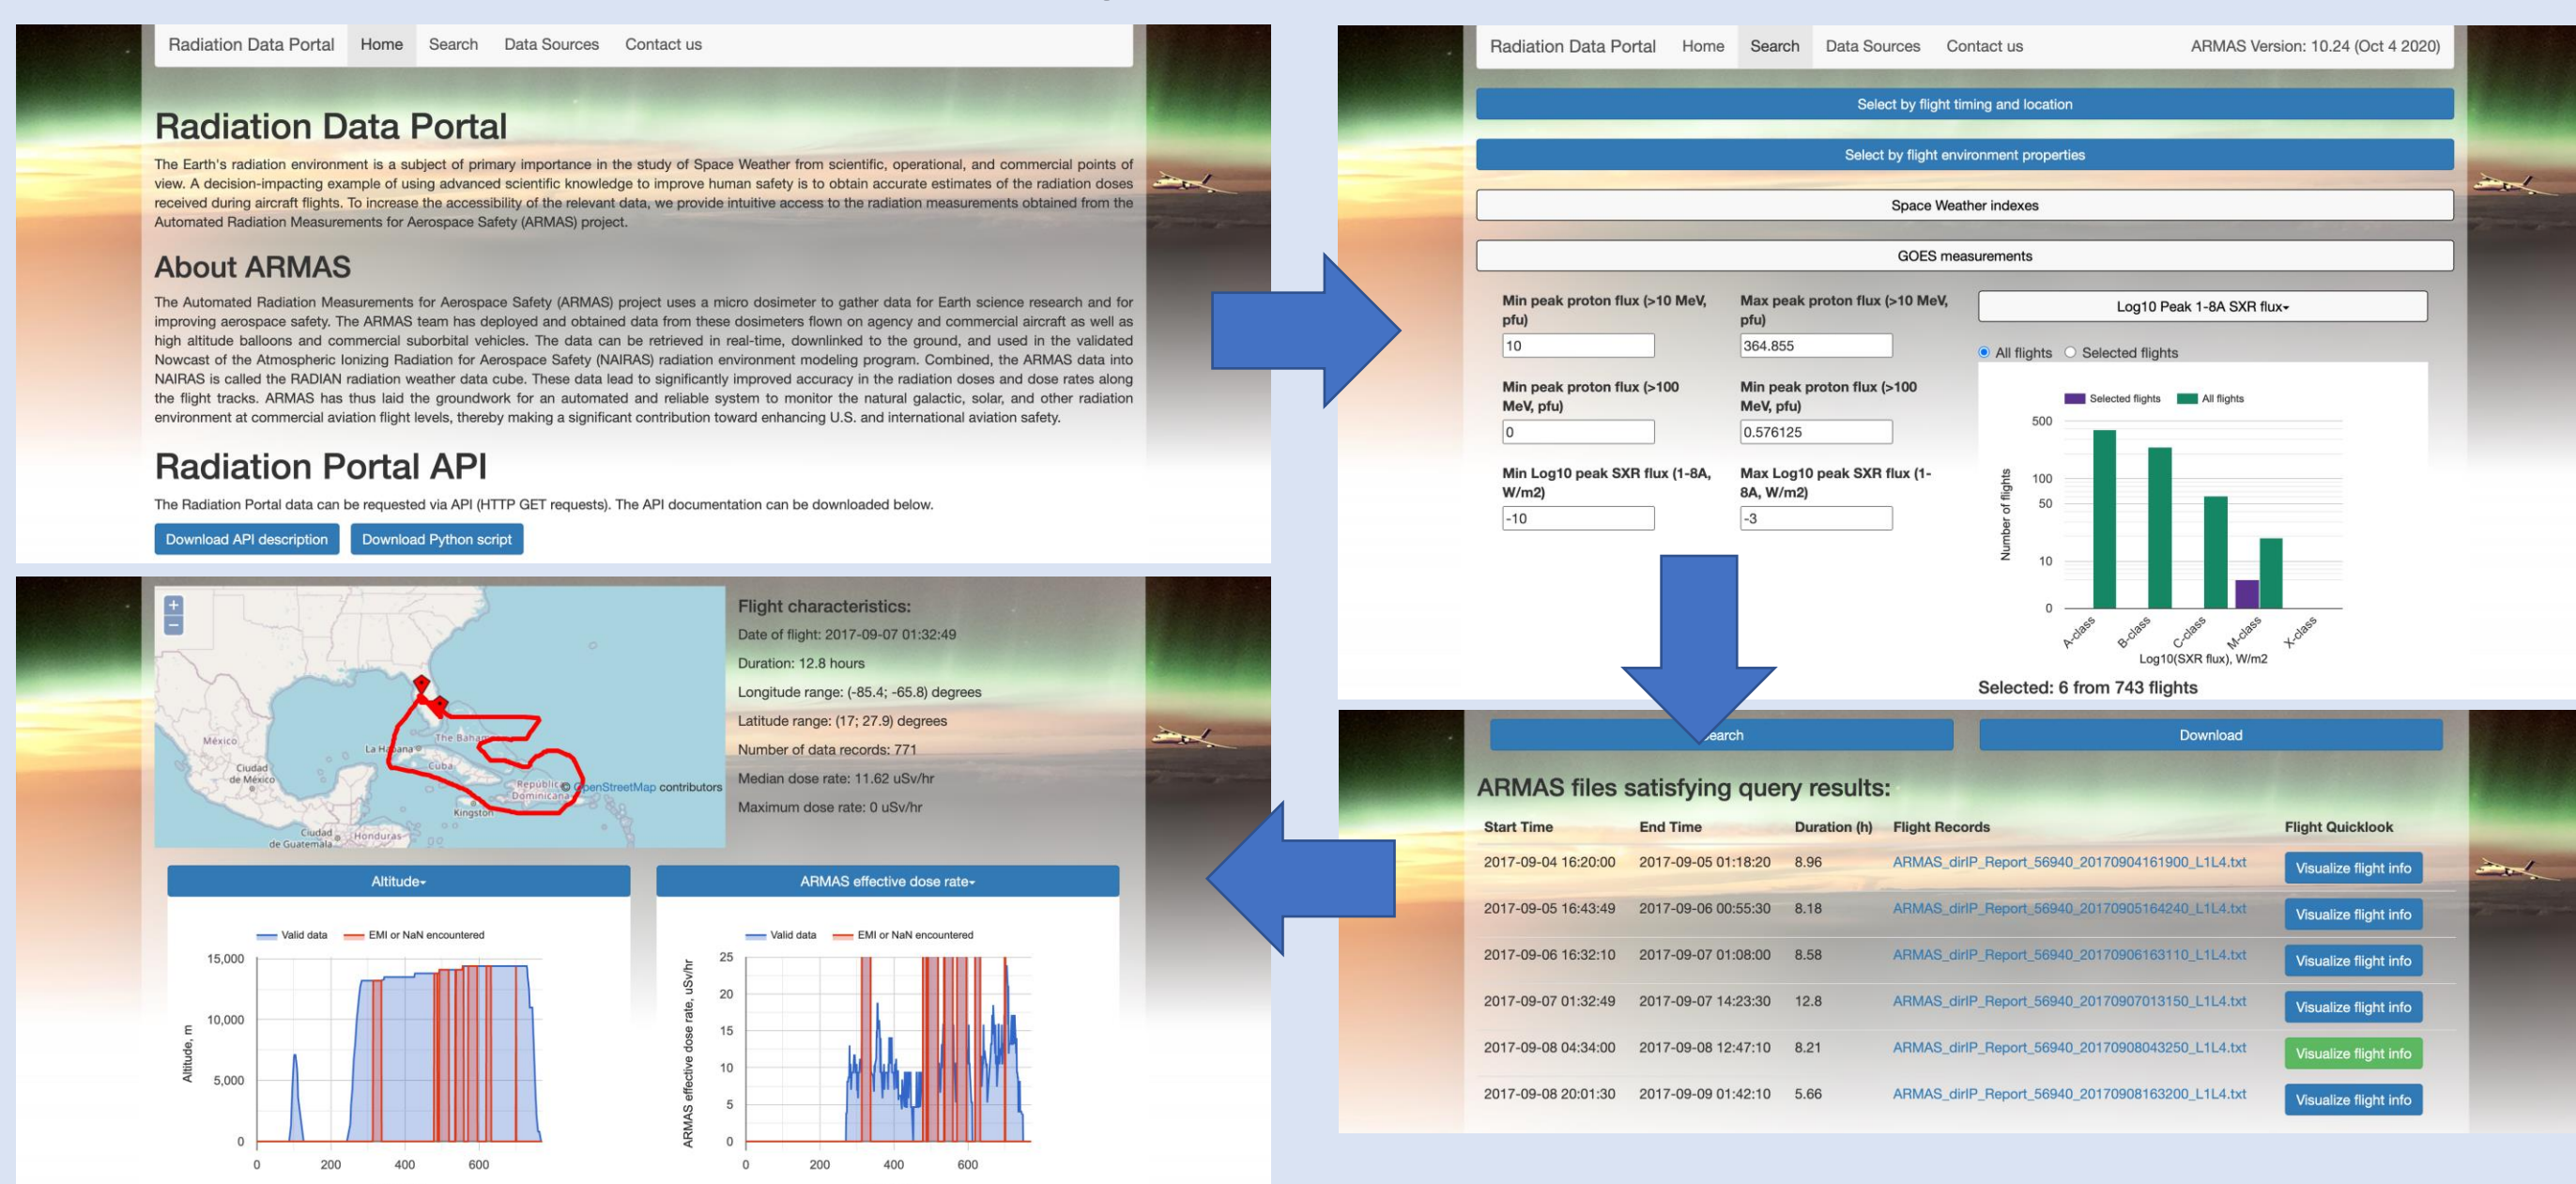 Radiation Data Portal Home Search Data Sources Contact us
Radiation Data Portal
The Earth's radiation environment is a subject of primary importance in the study of Space Weather from scientific, operational, and commercial points of
view. A decision-impacting example of using advanced scientific knowledge to improve human safety is to obtain accurate estimates of the radiation doses
received during aircraft flights. To increase the accessibility of the relevant data, we provide intuitive access to the radiation measurements obtained from the
Automated Radiation Measurements for Aerospace Safety (ARMAS) project.
About ARMAS
The Automated Radiation Measurements for Aerospace Safety (ARMAS) project uses a micro dosimeter to gather data for Earth science research and for
improving aerospace safety. The ARMAS team has deployed and obtained data from these dosimeters flown on agency and commercial aircraft as well as
high altitude balloons and commercial suborbital vehicles. The data can be retrieved in real-time, downlinked to the ground, and used in the validated
Nowcast of the Atmospheric Ionizing Radiation for Aerospace Safety (NAIRAS) radiation environment modeling program. Combined, the ARMAS data into
NAIRAS is called the RADIAN radiation weather data cube. These data lead to significantly improved accuracy in the radiation doses and dose rates along
the flight tracks. ARMAS has thus laid the groundwork for an automated and reliable system to monitor the natural galactic, solar, and other radiation
environment at commercial aviation flight levels, thereby making a significant contribution toward enhancing U.S. and international aviation safety.
Radiation Portal API
The Radiation Portal data can be requested via API (HTTP GET requests). The API documentation can be downloaded below.
Download API description Download Python script
Radiation Data Portal Home Search Data Sources Contact us ARMAS Version: 10.24 (Oct 4 2020)
Select by flight timing and location
Select by flight environment properties
Space Weather indexes
GOES measurements
Min peak proton flux (>10 MeV,
pfu)
10
Max peak proton flux (>10 MeV,
pfu)
364.855
Min peak proton flux (>100
MeV, pfu)
0
Min peak proton flux (>100
MeV, pfu)
0.576125
Min Log10 peak SXR flux (1-8A,
W/m2)
-10
Max Log10 peak SXR flux (1-
8A, W/m2)
-3
Log10 Peak 1-8A SXR flux
All flights Selected flights
Selected flights All flights
Number of flights
500
100
50
10
0
A-class B-class C-class M-class X-class
Log10(SXR flux), W/m2
Selected: 6 from 743 flights
earch Download
ARMAS files satisfying query results:
Start Time End Time Duration (h) Flight Records Flight Quicklook
2017-09-04 16:20:00 2017-09-05 01:18:20 8.96 ARMAS_dirIP_Report_56940_20170904161900_L1L4.txt Visualize flight info
2017-09-05 16:43:49 2017-09-06 00:55:30 8.18 ARMAS_dirIP_Report_56940_20170905164240_L1L4.txt Visualize flight info
2017-09-06 16:32:10 2017-09-07 01:08:00 8.58 ARMAS_dirIP_Report_56940_20170906163110_L1L4.txt Visualize flight info
2017-09-07 01:32:49 2017-09-07 14:23:30 12.8 ARMAS_dirIP_Report_56940_20170907013150_L1L4.txt Visualize flight info
2017-09-08 04:34:00 2017-09-08 12:47:10 8.21 ARMAS_dirIP_Report_56940_20170908043250_L1L4.txt Visualize flight info
2017-09-08 20:01:30 2017-09-09 01:42:10 5.66 ARMAS_dirIP_Report_56940_20170908163200_L1L4.txt Visualize flight info
+
−
México
Ciudad
de México
La Habana
The Baham
Cuba
Kingston
Republic
Dominicana
Ciudad
de Guatemala
Honduras
© OpenStreetMap contributors
Flight characteristics:
Date of flight: 2017-09-07 01:32:49
Duration: 12.8 hours
Longitude range: (-85.4; -65.8) degrees
Latitude range: (17; 27.9) degrees
Number of data records: 771
Median dose rate: 11.62 uSv/hr
Maximum dose rate: 0 uSv/hr
Altitude
Valid data EMI or NaN encountered
Altitude, m
15,000
10,000
5,000
0
0 200 400 600
ARMAS effective dose rate
Valid data EMI or NaN encountered
ARMAS effective dose rate, uSv/hr
25
20
15
10
5
0
0 200 400 600